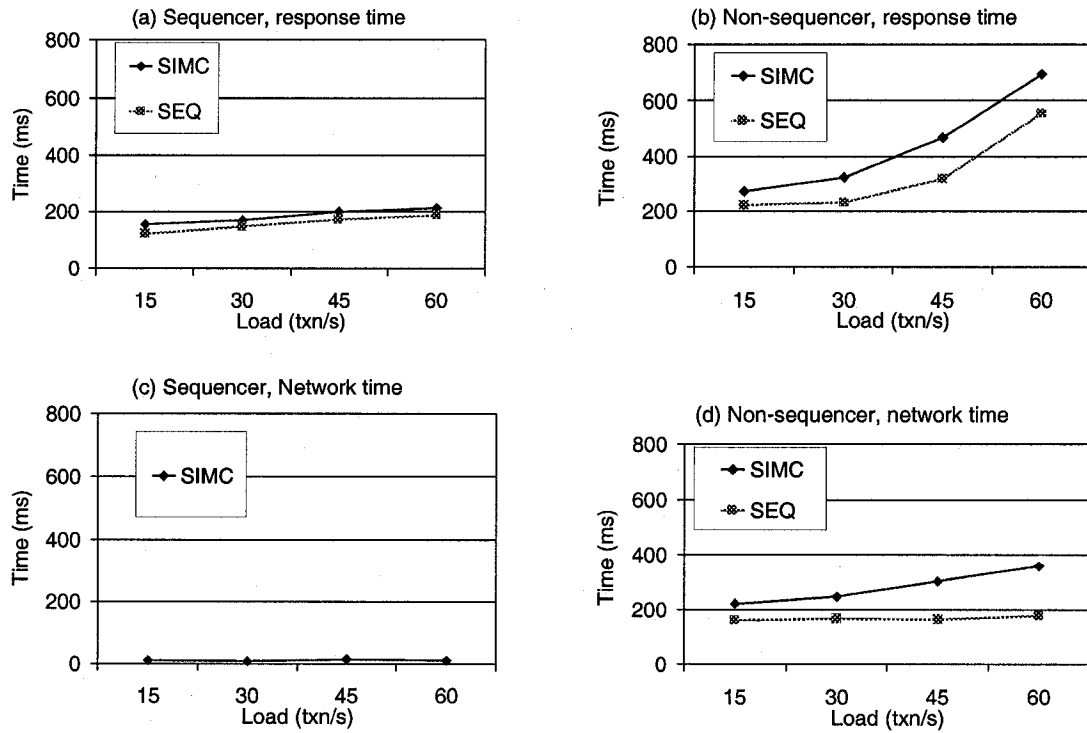 (a) Sequencer, response time
800
600
400
200
0
Time (ms)
SIMC
SEQ
15 30 45 60
Load (txn/s)
(b) Non-sequencer, response time
800
600
400
200
0
Time (ms)
SIMC
SEQ
15 30 45 60
Load (txn/s)
(c) Sequencer, Network time
800
600
400
200
0
Time (ms)
SIMC
15 30 45 60
Load (txn/s)
(d) Non-sequencer, network time
800
600
400
200
0
Time (ms)
SIMC
SEQ
15 30 45 60
Load (txn/s)